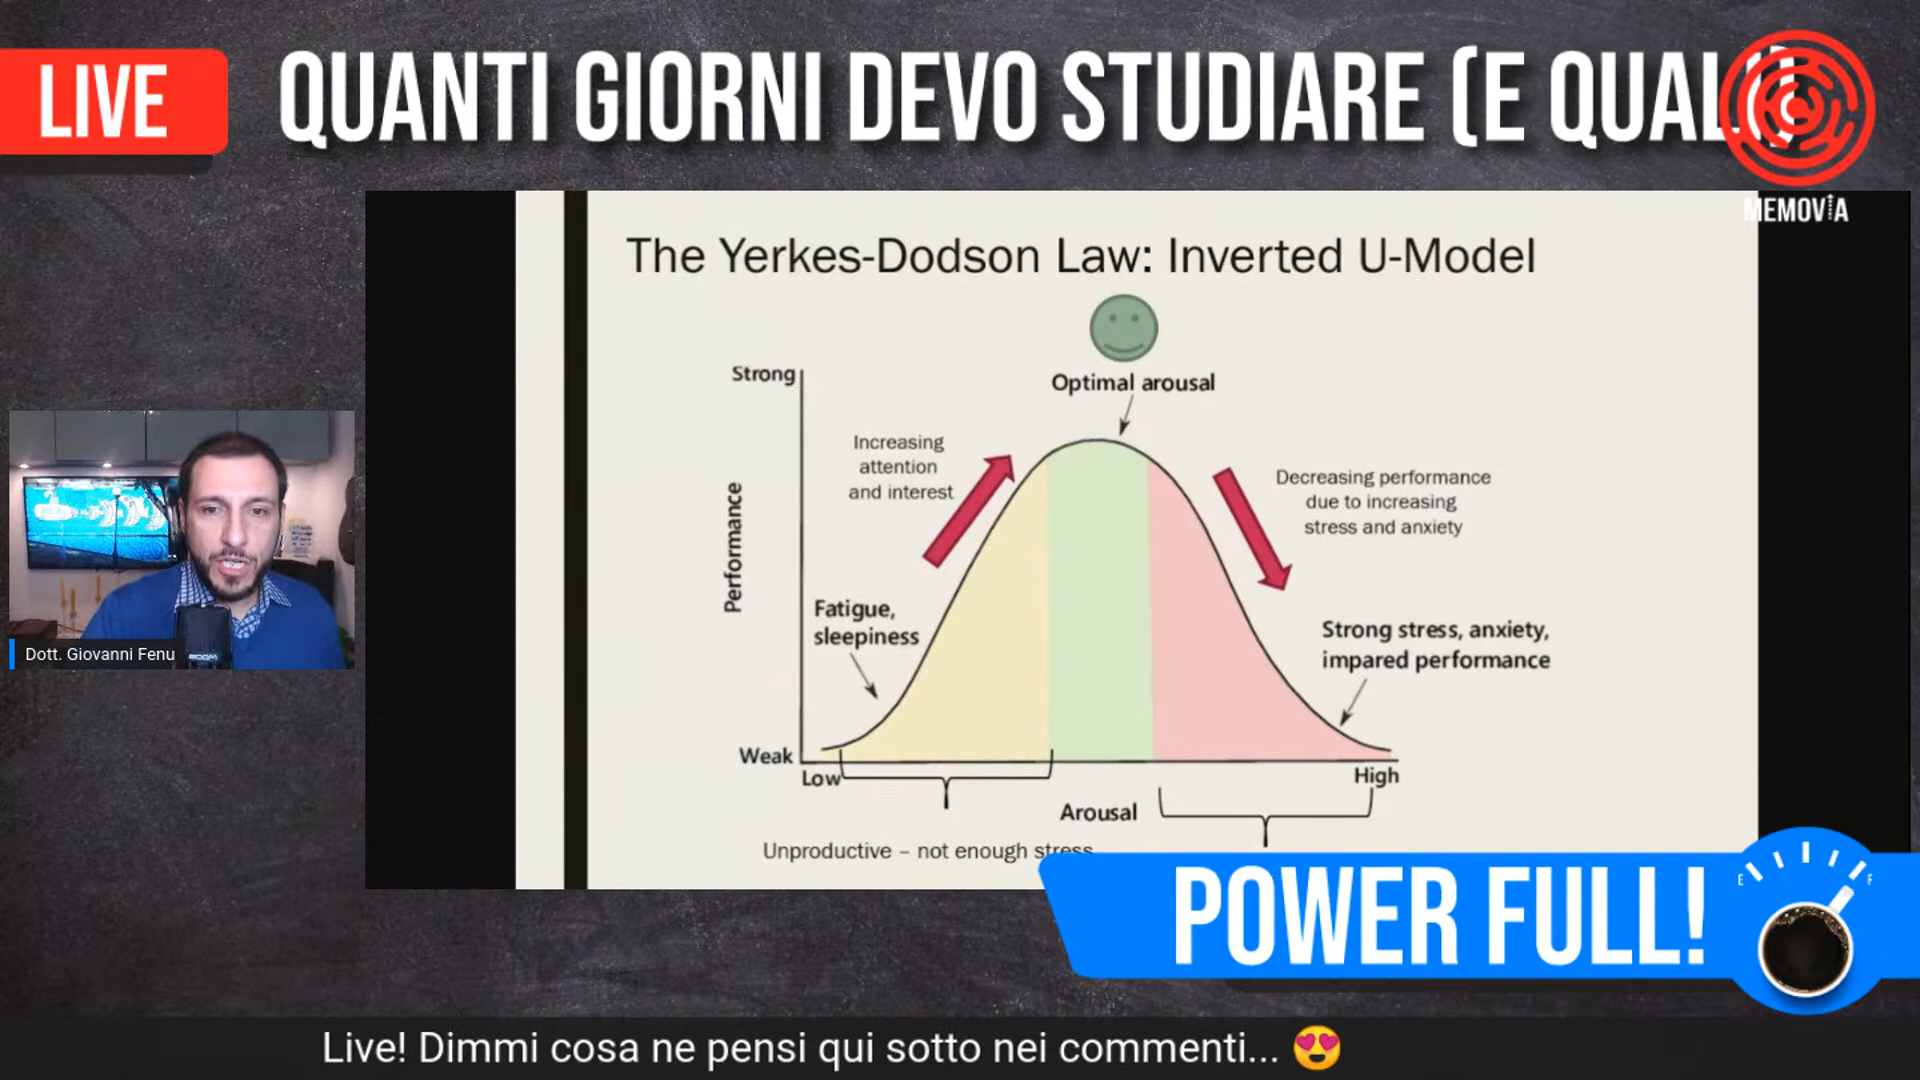 LIVE
QUANTI GIORNI DEVO STUDIARE (E QUALI)
MEMOVIA
The Yerkes-Dodson Law: Inverted U-Model
Optimal arousal
Strong
Increasing
attention
and interest
Decreasing performance
due to increasing
stress and anxiety
Performance
Fatigue,
sleepiness
Strong stress, anxiety,
impared performance
Weak
Low
High
Arousal
Unproductive – not enough stress
Dott. Giovanni Fenu
ZOOM
POWER FULL!
E
F
Live! Dimmi cosa ne pensi qui sotto nei commenti... 😍